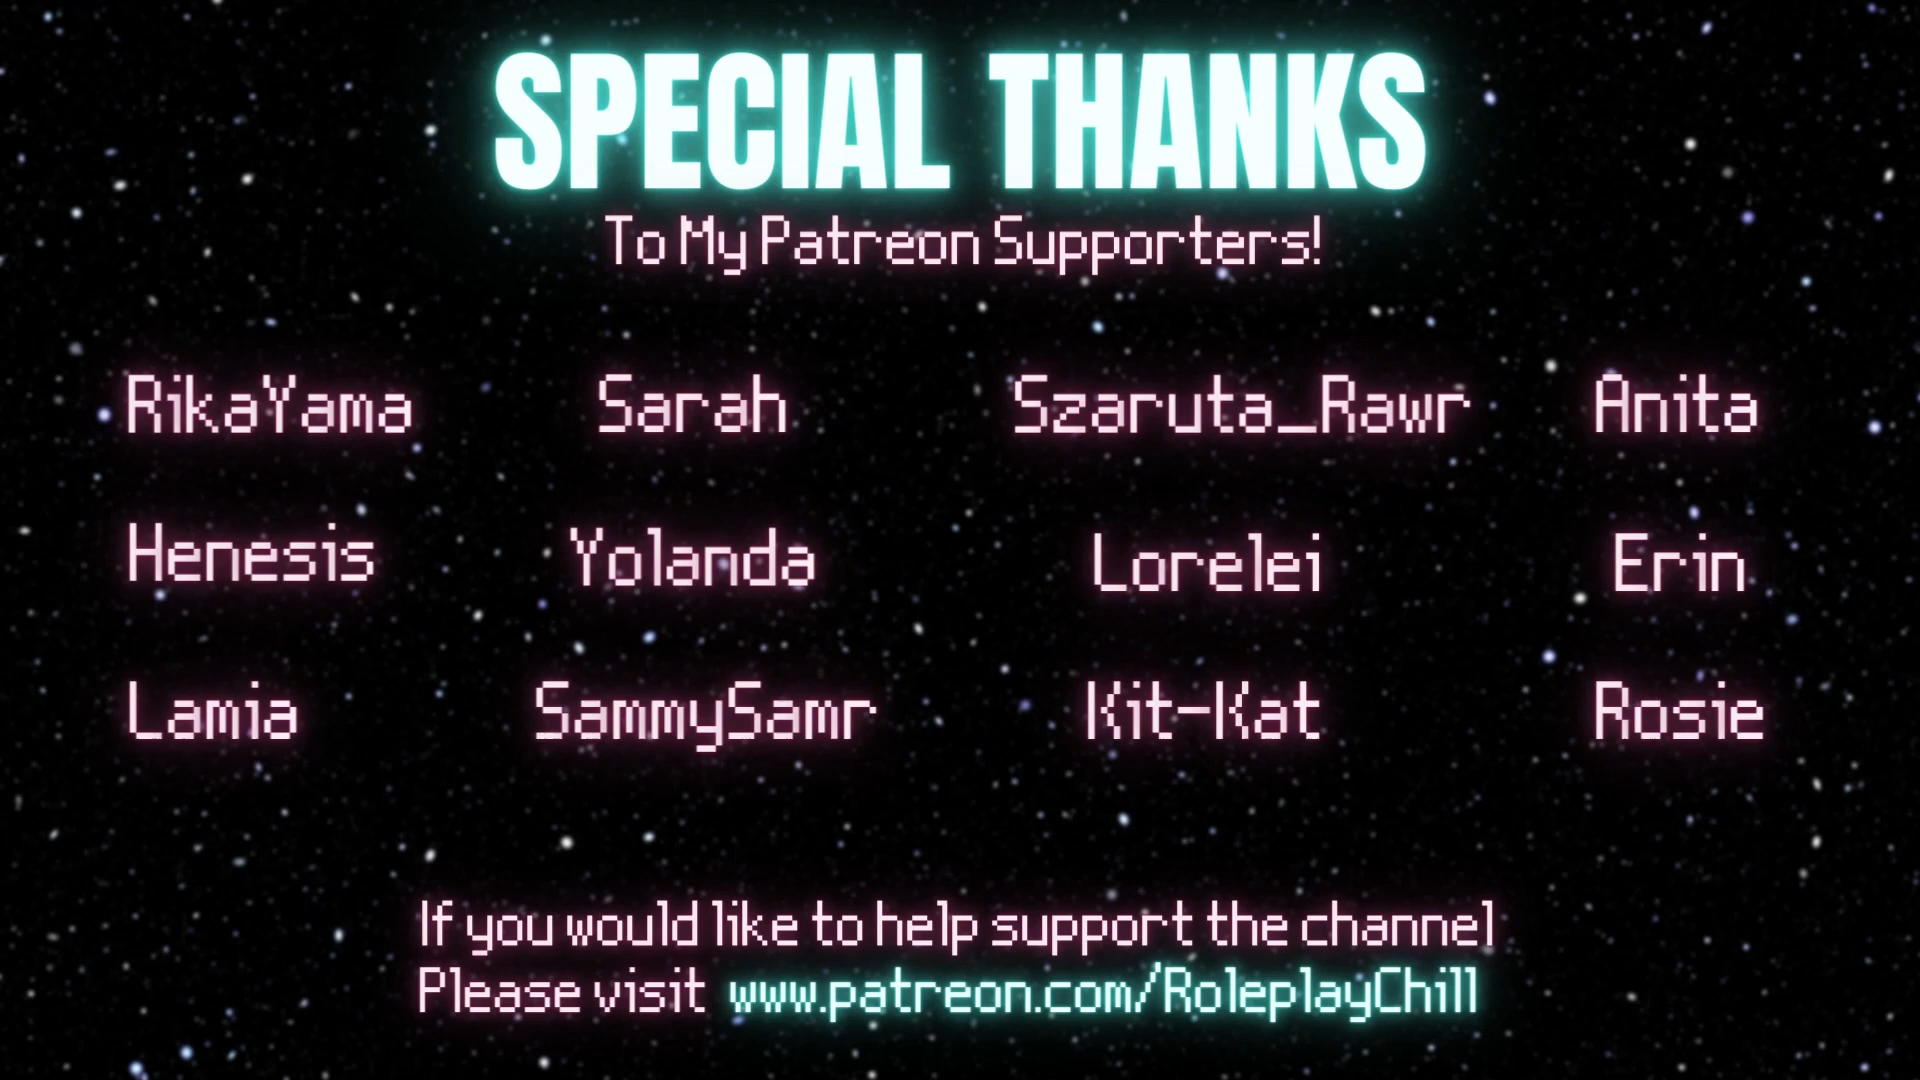 SPECIAL THANKS
To My Patreon Supporters!
RikaYama Sarah Szaruta_Rawr Anita
Henesis Yolanda Lorelei Erin
Lamia SammySamr Kit-Kat Rosie
If you would like to help support the channel
Please visit www.patreon.com/RoleplayChill